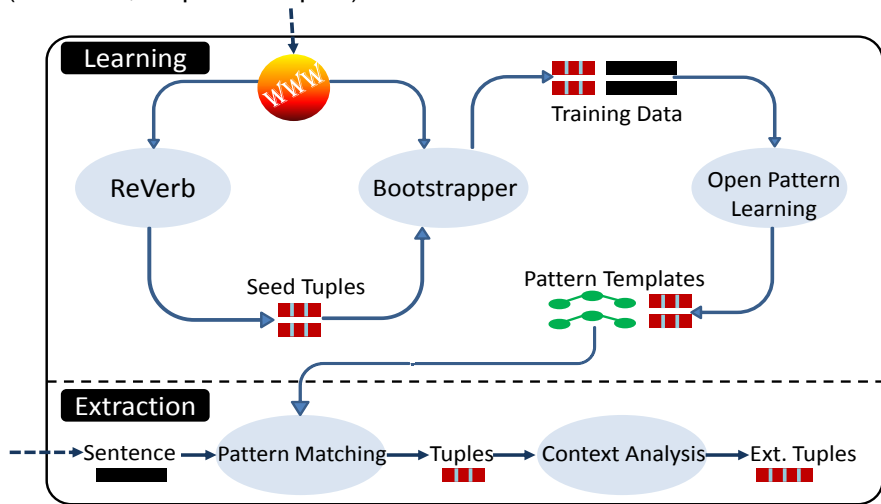 Learning
WWW
Training Data
ReVerb
Bootstrapper
Open Pattern
Learning
Seed Tuples
Pattern Templates
Extraction
Sentence
Pattern Matching
Tuples
Context Analysis
Ext. Tuples